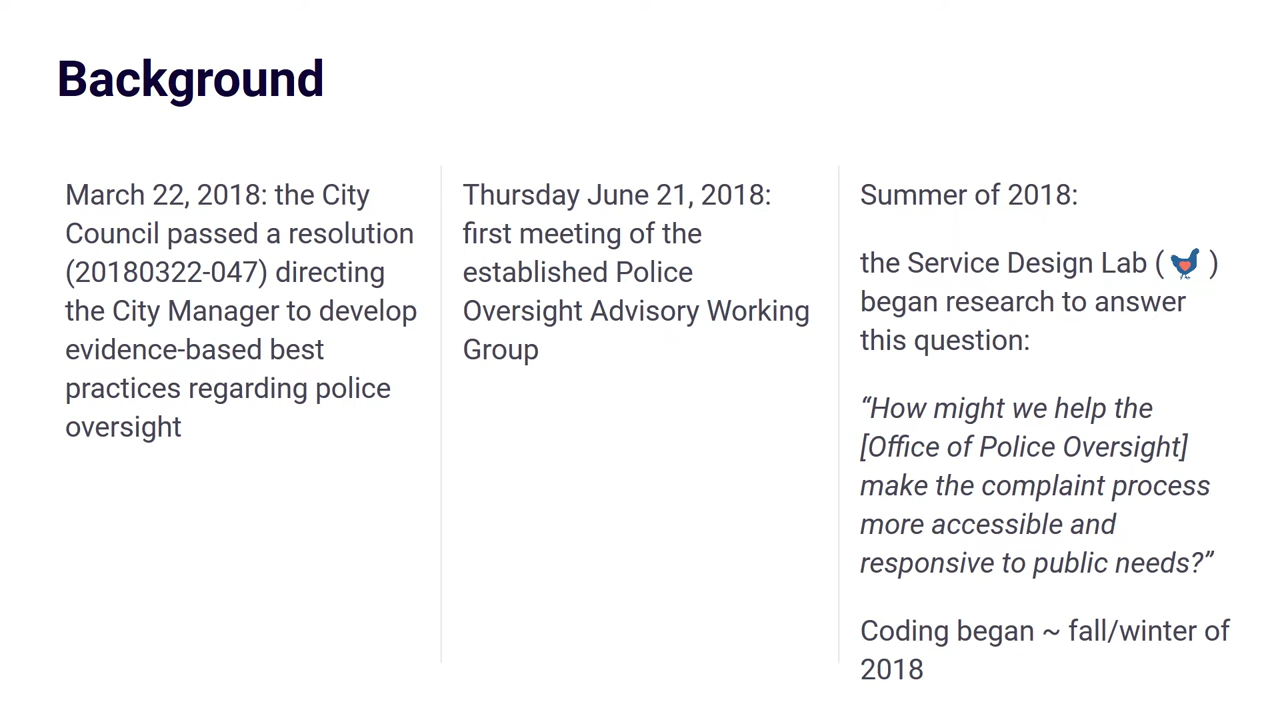 Background
March 22, 2018: the City
Council passed a resolution
(20180322-047) directing
the City Manager to develop
evidence-based best
practices regarding police
oversight
Thursday June 21, 2018:
first meeting of the
established Police
Oversight Advisory Working
Group
Summer of 2018:
the Service Design Lab ( )
began research to answer
this question:
“How might we help the
[Office of Police Oversight]
make the complaint process
more accessible and
responsive to public needs?”
Coding began ~ fall/winter of
2018